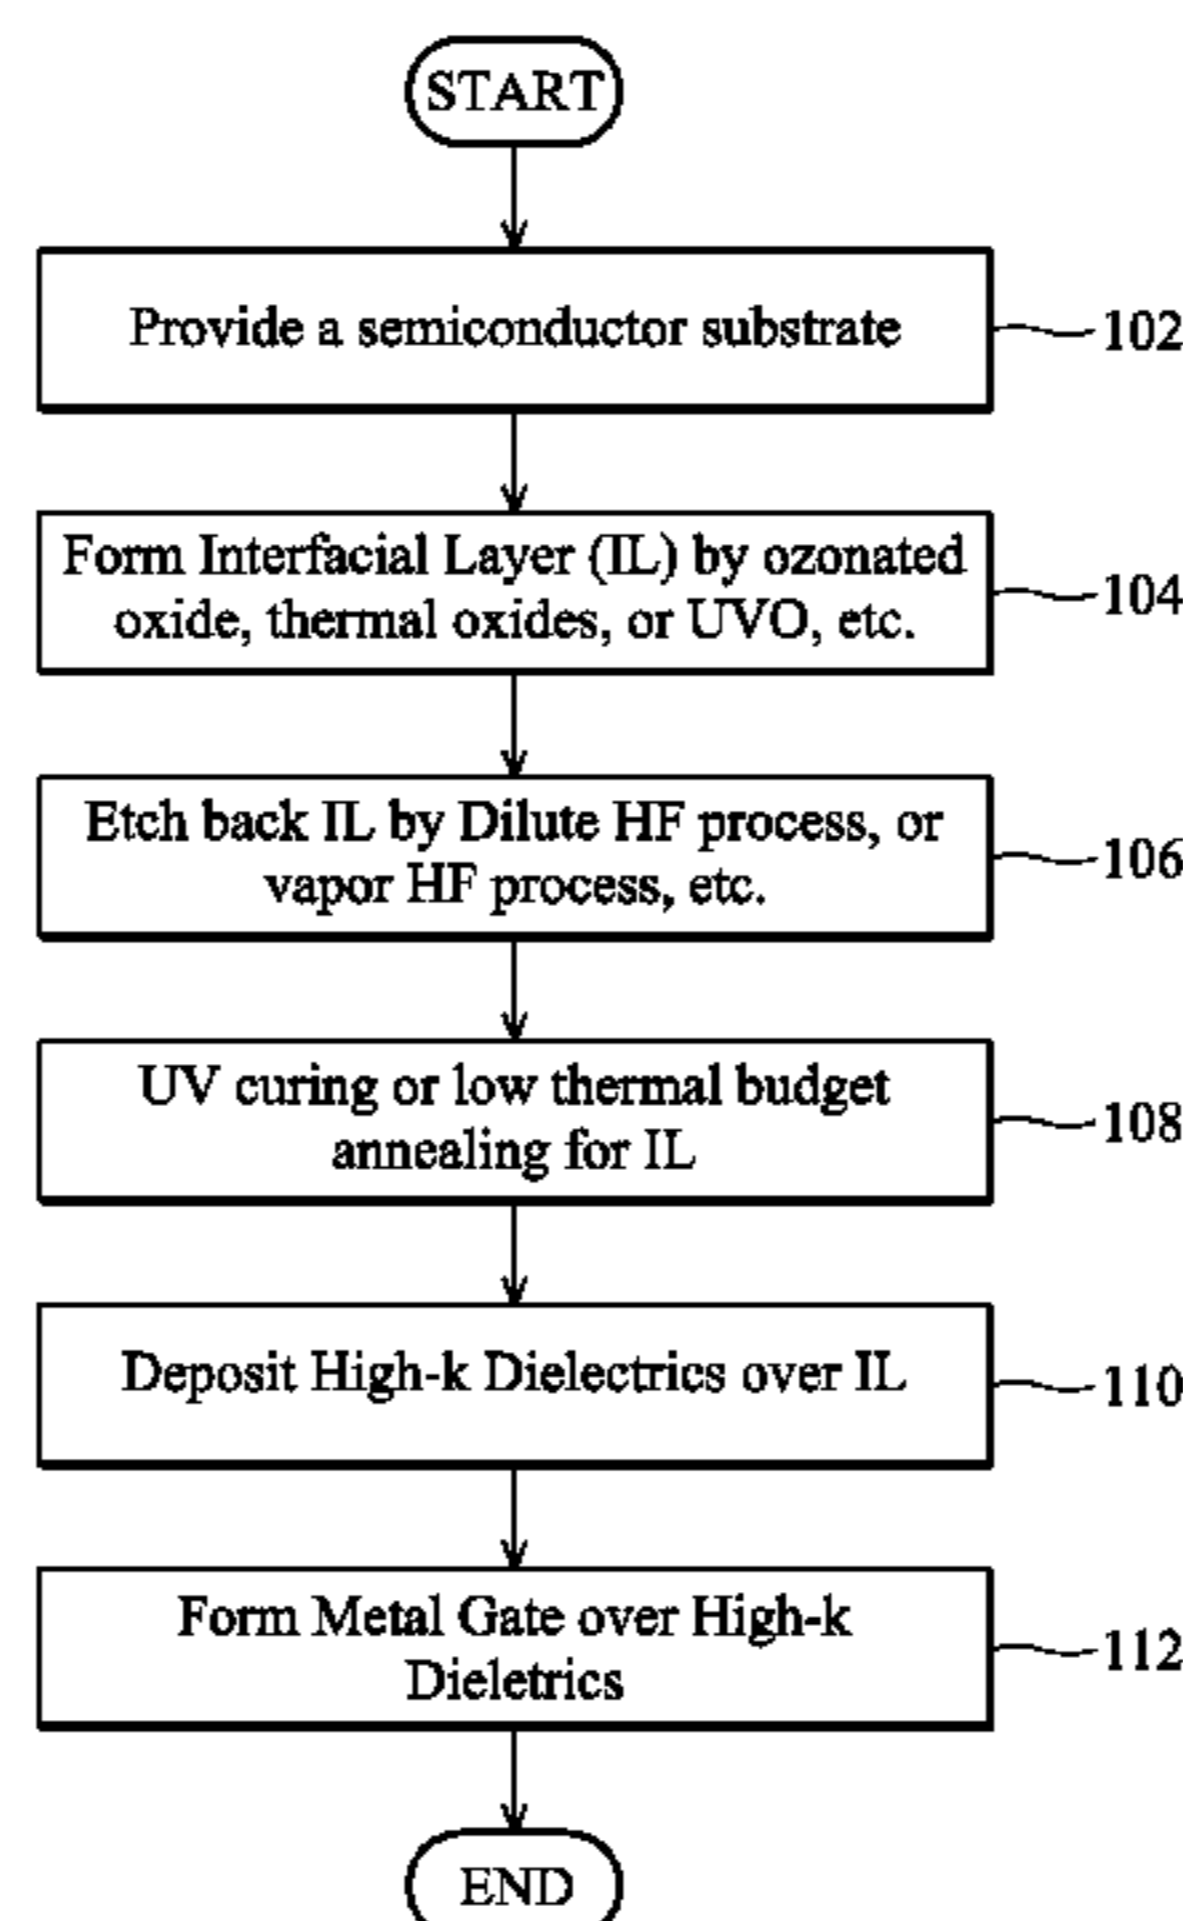 START
Provide a semiconductor substrate
102
Form Interfacial Layer (IL) by ozonated
oxide, thermal oxides, or UVO, etc.
104
Etch back IL by Dilute HF process, or
vapor HF process, etc.
106
UV curing or low thermal budget
annealing for IL
108
Deposit High-k Dielectrics over IL
110
Form Metal Gate over High-k
Dieletrics
112
END